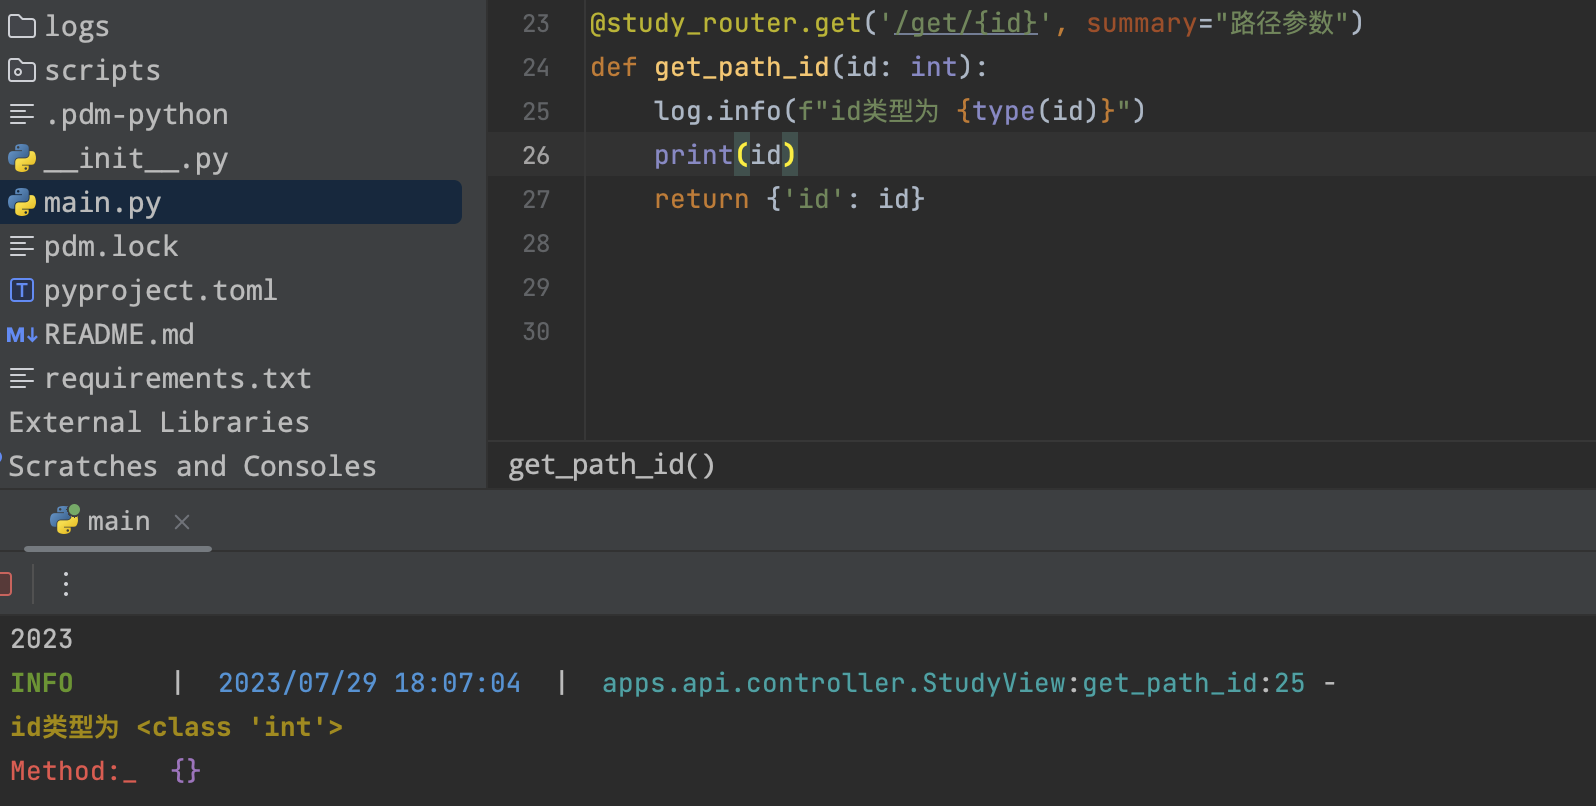 logs
scripts
.pdm-python
__init__.py
main.py
pdm.lock
pyproject.toml
README.md
requirements.txt
External Libraries
Scratches and Consoles
23 @study_router.get('/get/{id}', summary="路径参数")
24 def get_path_id(id: int):
25     log.info(f"id类型为 {type(id)}")
26     print(id)
27     return {'id': id}
28
29
30
get_path_id()
main
2023
INFO      |  2023/07/29 18:07:04  |  apps.api.controller.StudyView:get_path_id:25 -
id类型为 <class 'int'>
Method:_  {}